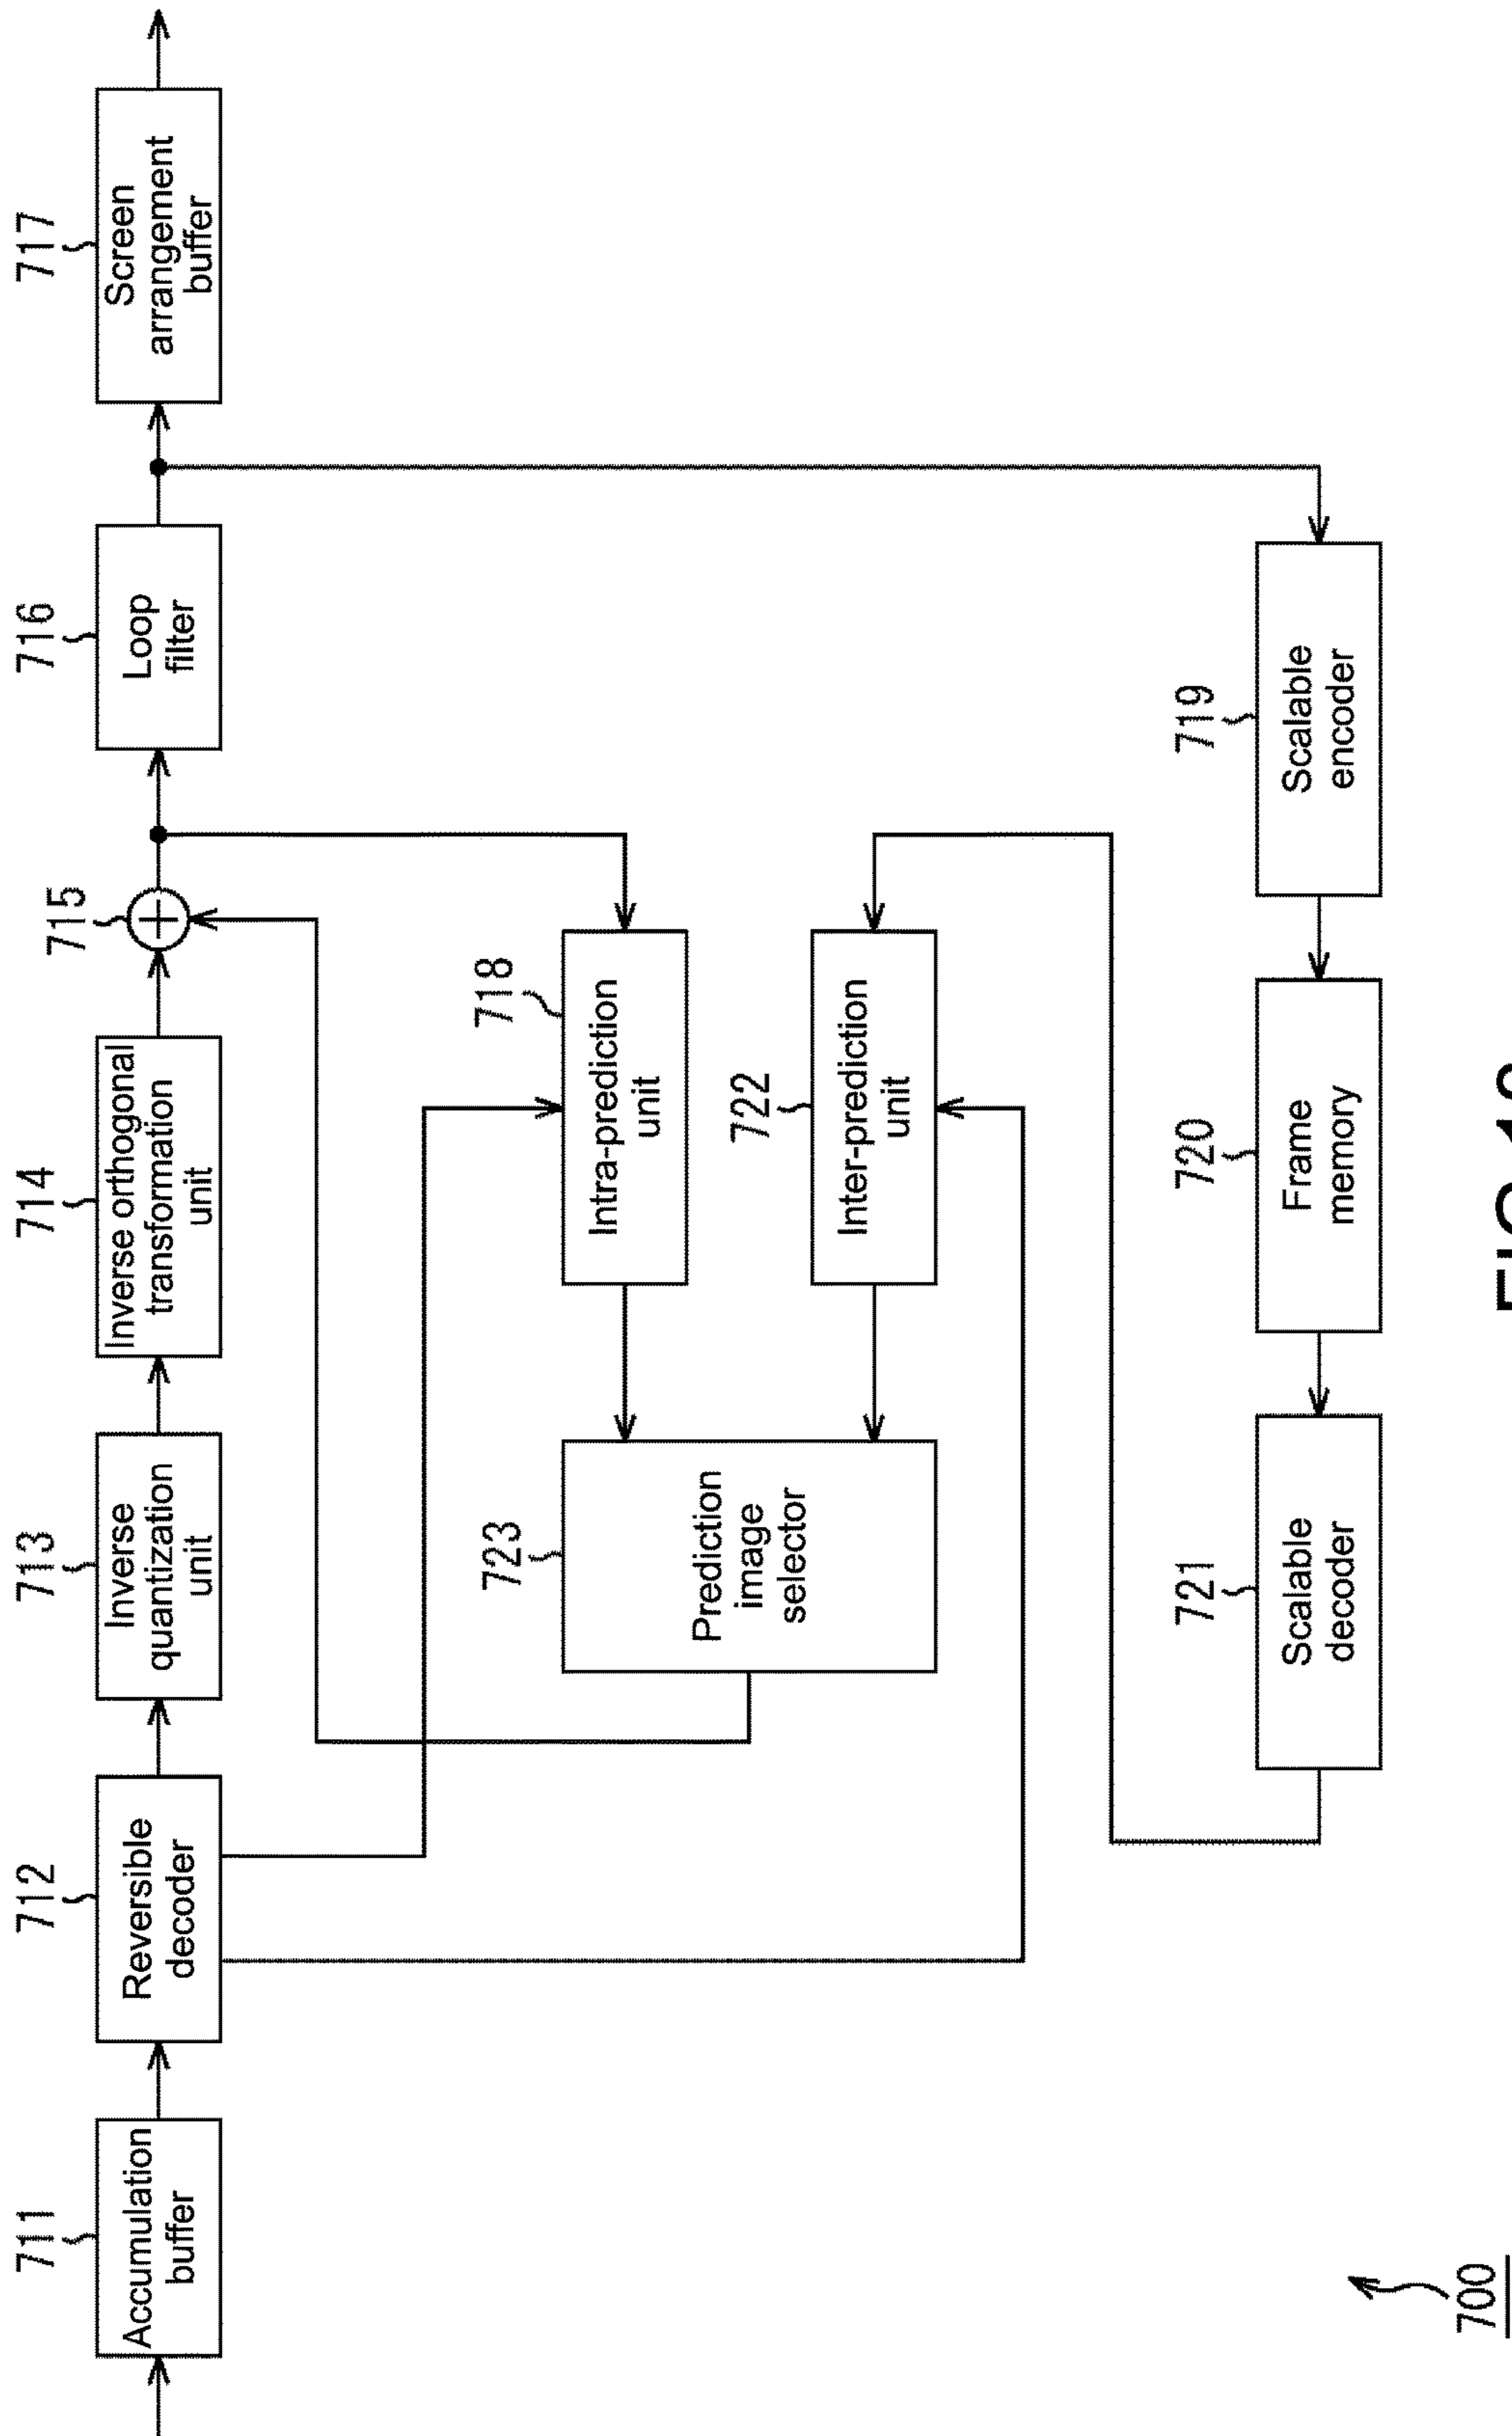 711
Accumulation
buffer
712
Reversible
decoder
713
Inverse
quantization
unit
714
Inverse orthogonal
transformation
unit
715
716
Loop
filter
717
Screen
arrangement
buffer
723
Prediction
image
selector
718
Intra-prediction
unit
722
Inter-prediction
unit
721
Scalable
decoder
720
Frame
memory
719
Scalable
encoder
700
FIG